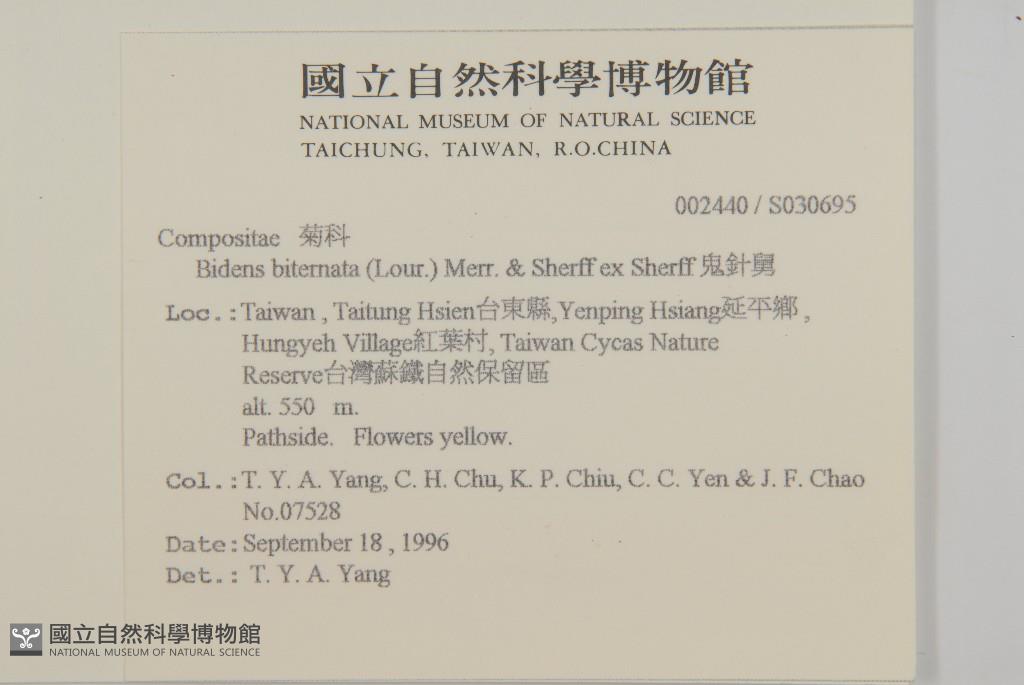 國立自然科學博物館
NATIONAL MUSEUM OF NATURAL SCIENCE
TAICHUNG, TAIWAN, R.O.CHINA
002440 / S030695
Compositae 菊科
Bidens biternata (Lour.) Merr. & Sherff ex Sherff 鬼針舅
Loc.:Taiwan , Taitung Hsien台東縣,Yenping Hsiang延平鄉 ,
Hungyeh Village紅葉村, Taiwan Cycas Nature
Reserve台灣蘇鐵自然保留區
alt. 550 m.
Pathside. Flowers yellow.
Col.:T. Y. A. Yang, C. H. Chu, K. P. Chiu, C. C. Yen & J. F. Chao
No.07528
Date:September 18 , 1996
Det.: T. Y. A. Yang
國立自然科學博物館
NATIONAL MUSEUM OF NATURAL SCIENCE